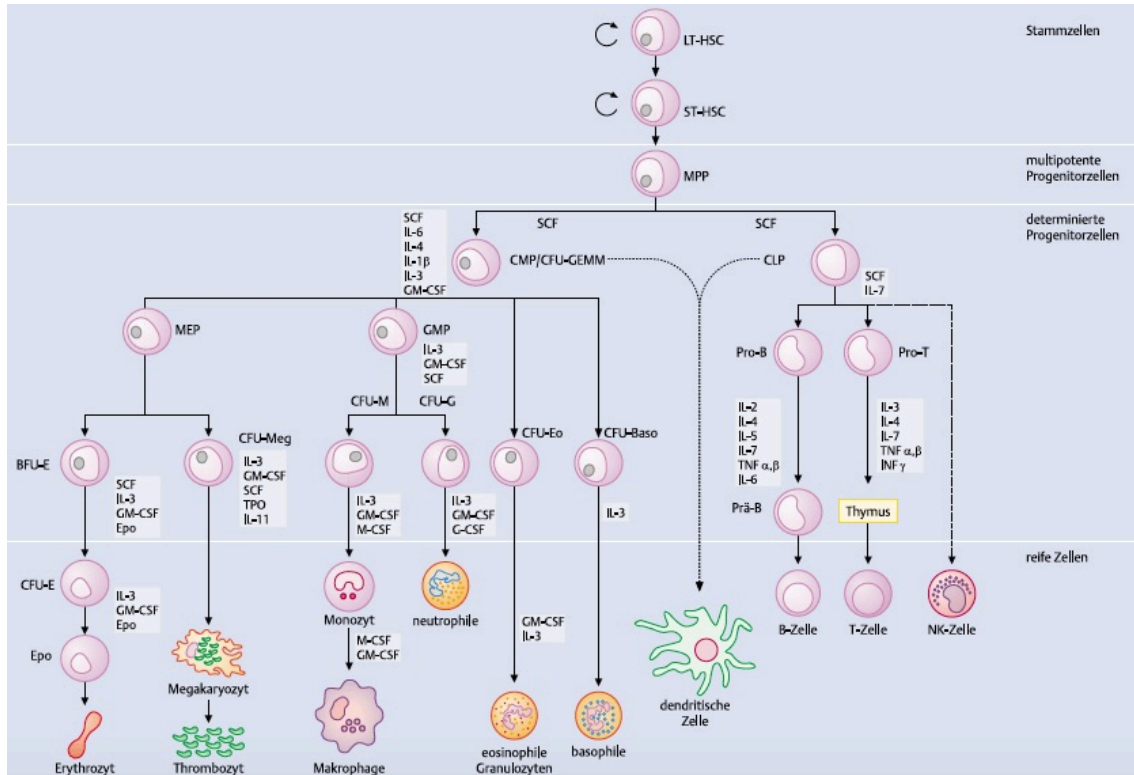 LT-HSC
Stammzellen
ST-HSC
MPP
multipotente
Progenitorzellen
SCF
IL-6
IL-4
IL-1β
IL-3
GM-CSF
SCF
SCF
determinierte
Progenitorzellen
CMP/CFU-GEMM
CLP
SCF
IL-7
MEP
GMP
IL-3
GM-CSF
SCF
Pro-B
Pro-T
CFU-M
CFU-G
BFU-E
SCF
IL-3
GM-CSF
Epo
CFU-Meg
IL-3
GM-CSF
SCF
TPO
IL-11
IL-3
GM-CSF
M-CSF
IL-3
GM-CSF
G-CSF
CFU-Eo
CFU-Baso
IL-3
IL-2
IL-4
IL-5
IL-7
TNF α,β
IL-6
IL-3
IL-4
IL-7
TNF α,β
INF γ
Prä-B
Thymus
reife Zellen
CFU-E
IL-3
GM-CSF
Epo
Epo
Monozyt
neutrophile
M-CSF
GM-CSF
GM-CSF
IL-3
B-Zelle
T-Zelle
NK-Zelle
Megakaryozyt
dendritische
Zelle
Erythrozyt
Thrombozyt
Makrophage
eosinophile
Granulozyten
basophile